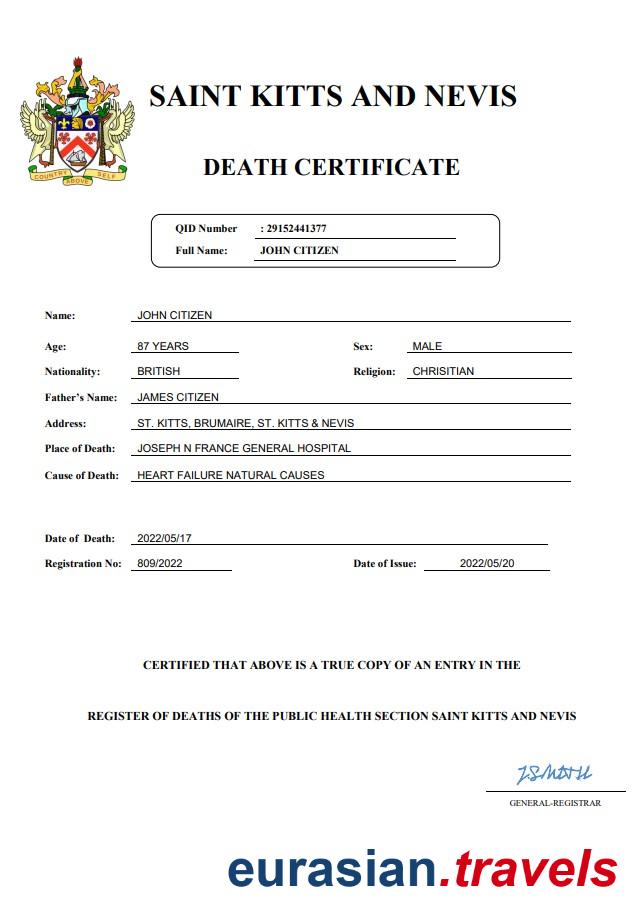 SAINT KITTS AND NEVIS
COUNTRY ABOVE SELF
DEATH CERTIFICATE
QID Number : 29152441377
Full Name: JOHN CITIZEN
Name: JOHN CITIZEN
Age: 87 YEARS Sex: MALE
Nationality: BRITISH Religion: CHRISITIAN
Father's Name: JAMES CITIZEN
Address: ST. KITTS, BRUMAIRE, ST. KITTS & NEVIS
Place of Death: JOSEPH N FRANCE GENERAL HOSPITAL
Cause of Death: HEART FAILURE NATURAL CAUSES
Date of Death: 2022/05/17
Registration No: 809/2022 Date of Issue: 2022/05/20
CERTIFIED THAT ABOVE IS A TRUE COPY OF AN ENTRY IN THE
REGISTER OF DEATHS OF THE PUBLIC HEALTH SECTION SAINT KITTS AND NEVIS
GENERAL-REGISTRAR
eurasian.travels